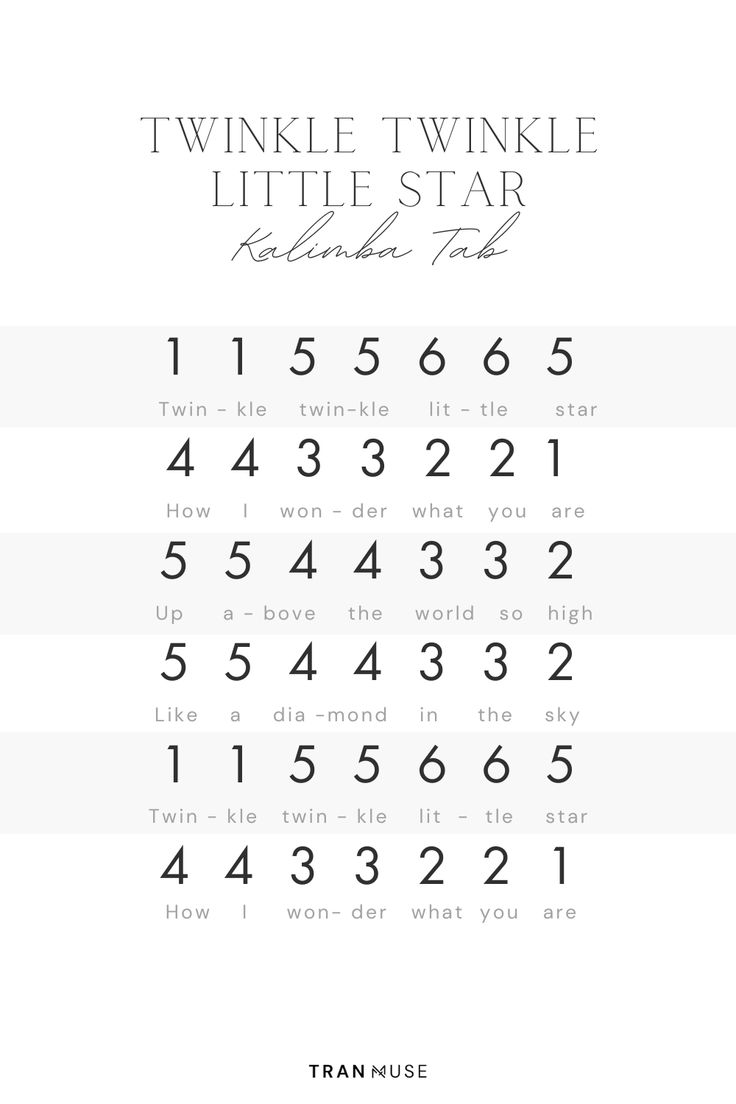 TWINKLE TWINKLE
LITTLE STAR
Kalimba Tab
1 1 5 5 6 6 5
Twin - kle twin-kle lit - tle star
4 4 3 3 2 2 1
How I won - der what you are
5 5 4 4 3 3 2
Up a - bove the world so high
5 5 4 4 3 3 2
Like a dia -mond in the sky
1 1 5 5 6 6 5
Twin - kle twin - kle lit - tle star
4 4 3 3 2 2 1
How I won- der what you are
TRAN MUSE